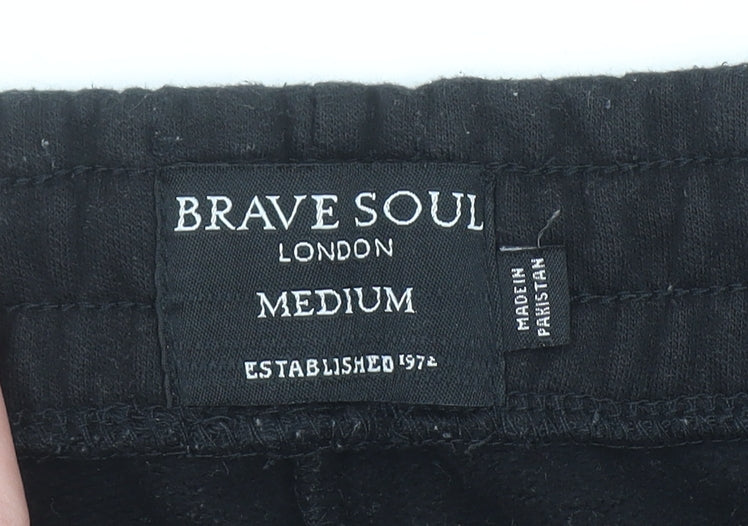 BRAVE SOUL
LONDON
MEDIUM
ESTABLISHED 1972
MADE IN
PAKISTAN